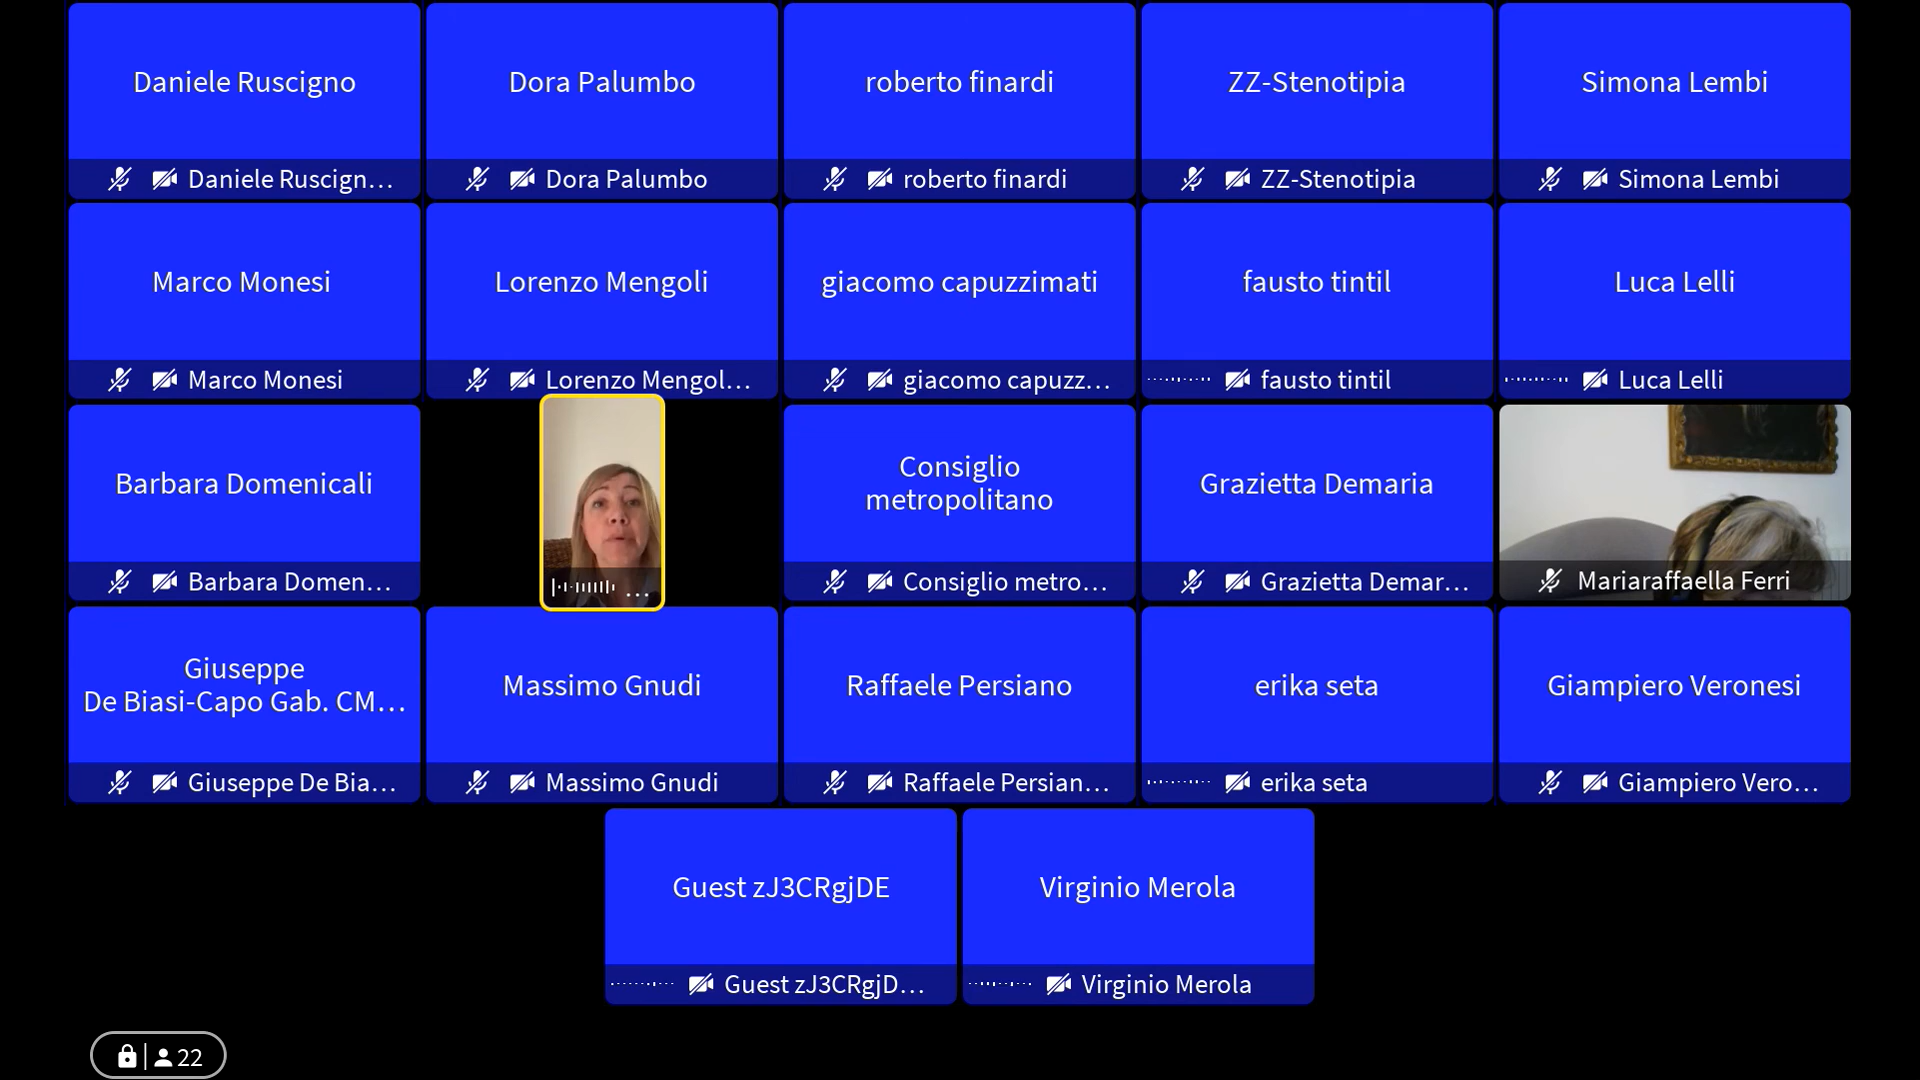 Daniele Ruscigno
Daniele Ruscign...
Dora Palumbo
Dora Palumbo
roberto finardi
roberto finardi
ZZ-Stenotipia
ZZ-Stenotipia
Simona Lembi
Simona Lembi
Marco Monesi
Marco Monesi
Lorenzo Mengoli
Lorenzo Mengol...
giacomo capuzzimati
giacomo capuzz...
fausto tintil
fausto tintil
Luca Lelli
Luca Lelli
Barbara Domenicali
Barbara Domen...
...
Consiglio
metropolitano
Consiglio metro...
Grazietta Demaria
Grazietta Demar...
Mariaraffaella Ferri
Giuseppe
De Biasi-Capo Gab. CM...
Giuseppe De Bia...
Massimo Gnudi
Massimo Gnudi
Raffaele Persiano
Raffaele Persian...
erika seta
erika seta
Giampiero Veronesi
Giampiero Vero...
Guest zJ3CRgjDE
Guest zJ3CRgjD...
Virginio Merola
Virginio Merola
22